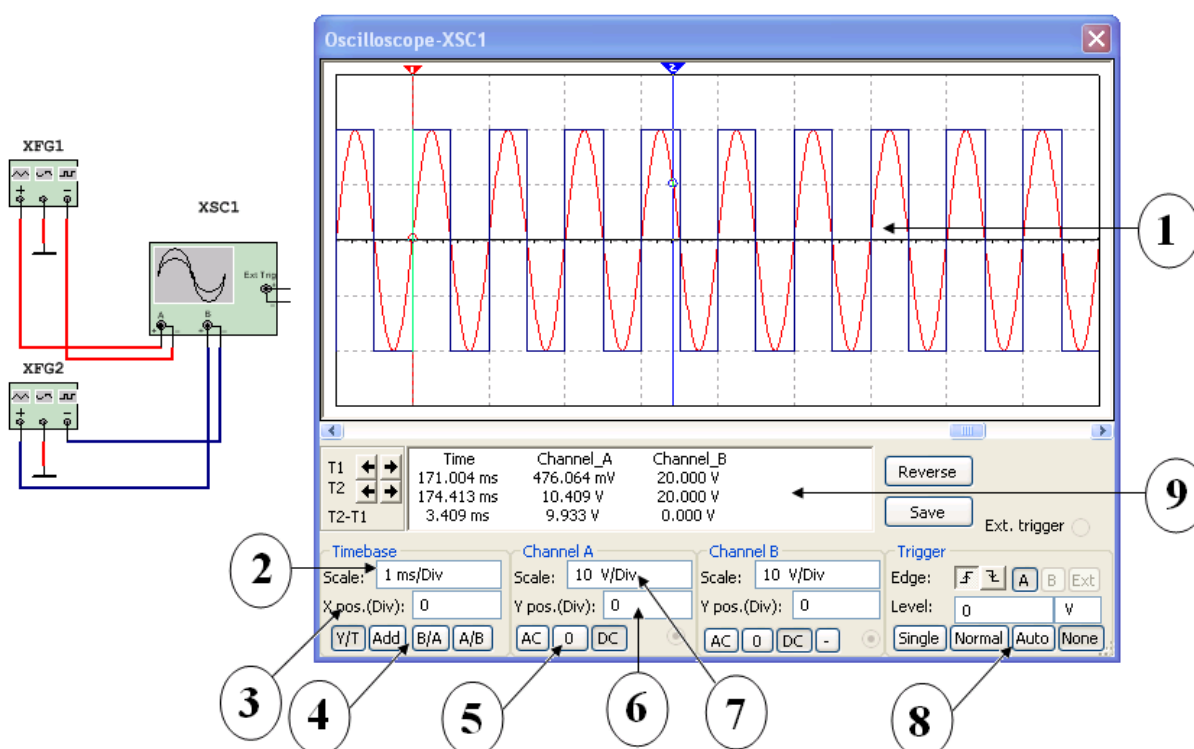 Oscilloscope-XSC1
1
2
XFG1
+ −
XSC1
Ext Trig
A B
XFG2
+ −
1
T1
T2
T2-T1
Time Channel_A Channel_B
171.004 ms 476.064 mV 20.000 V
174.413 ms 10.409 V 20.000 V
3.409 ms 9.933 V 0.000 V
Reverse
Save
Ext. trigger
9
2
Timebase
Scale: 1 ms/Div
X pos.(Div): 0
Y/T Add B/A A/B
Channel A
Scale: 10 V/Div
Y pos.(Div): 0
AC 0 DC
Channel B
Scale: 10 V/Div
Y pos.(Div): 0
AC 0 DC -
Trigger
Edge: A B Ext
Level: 0 V
Single Normal Auto None
3
4
5
6
7
8